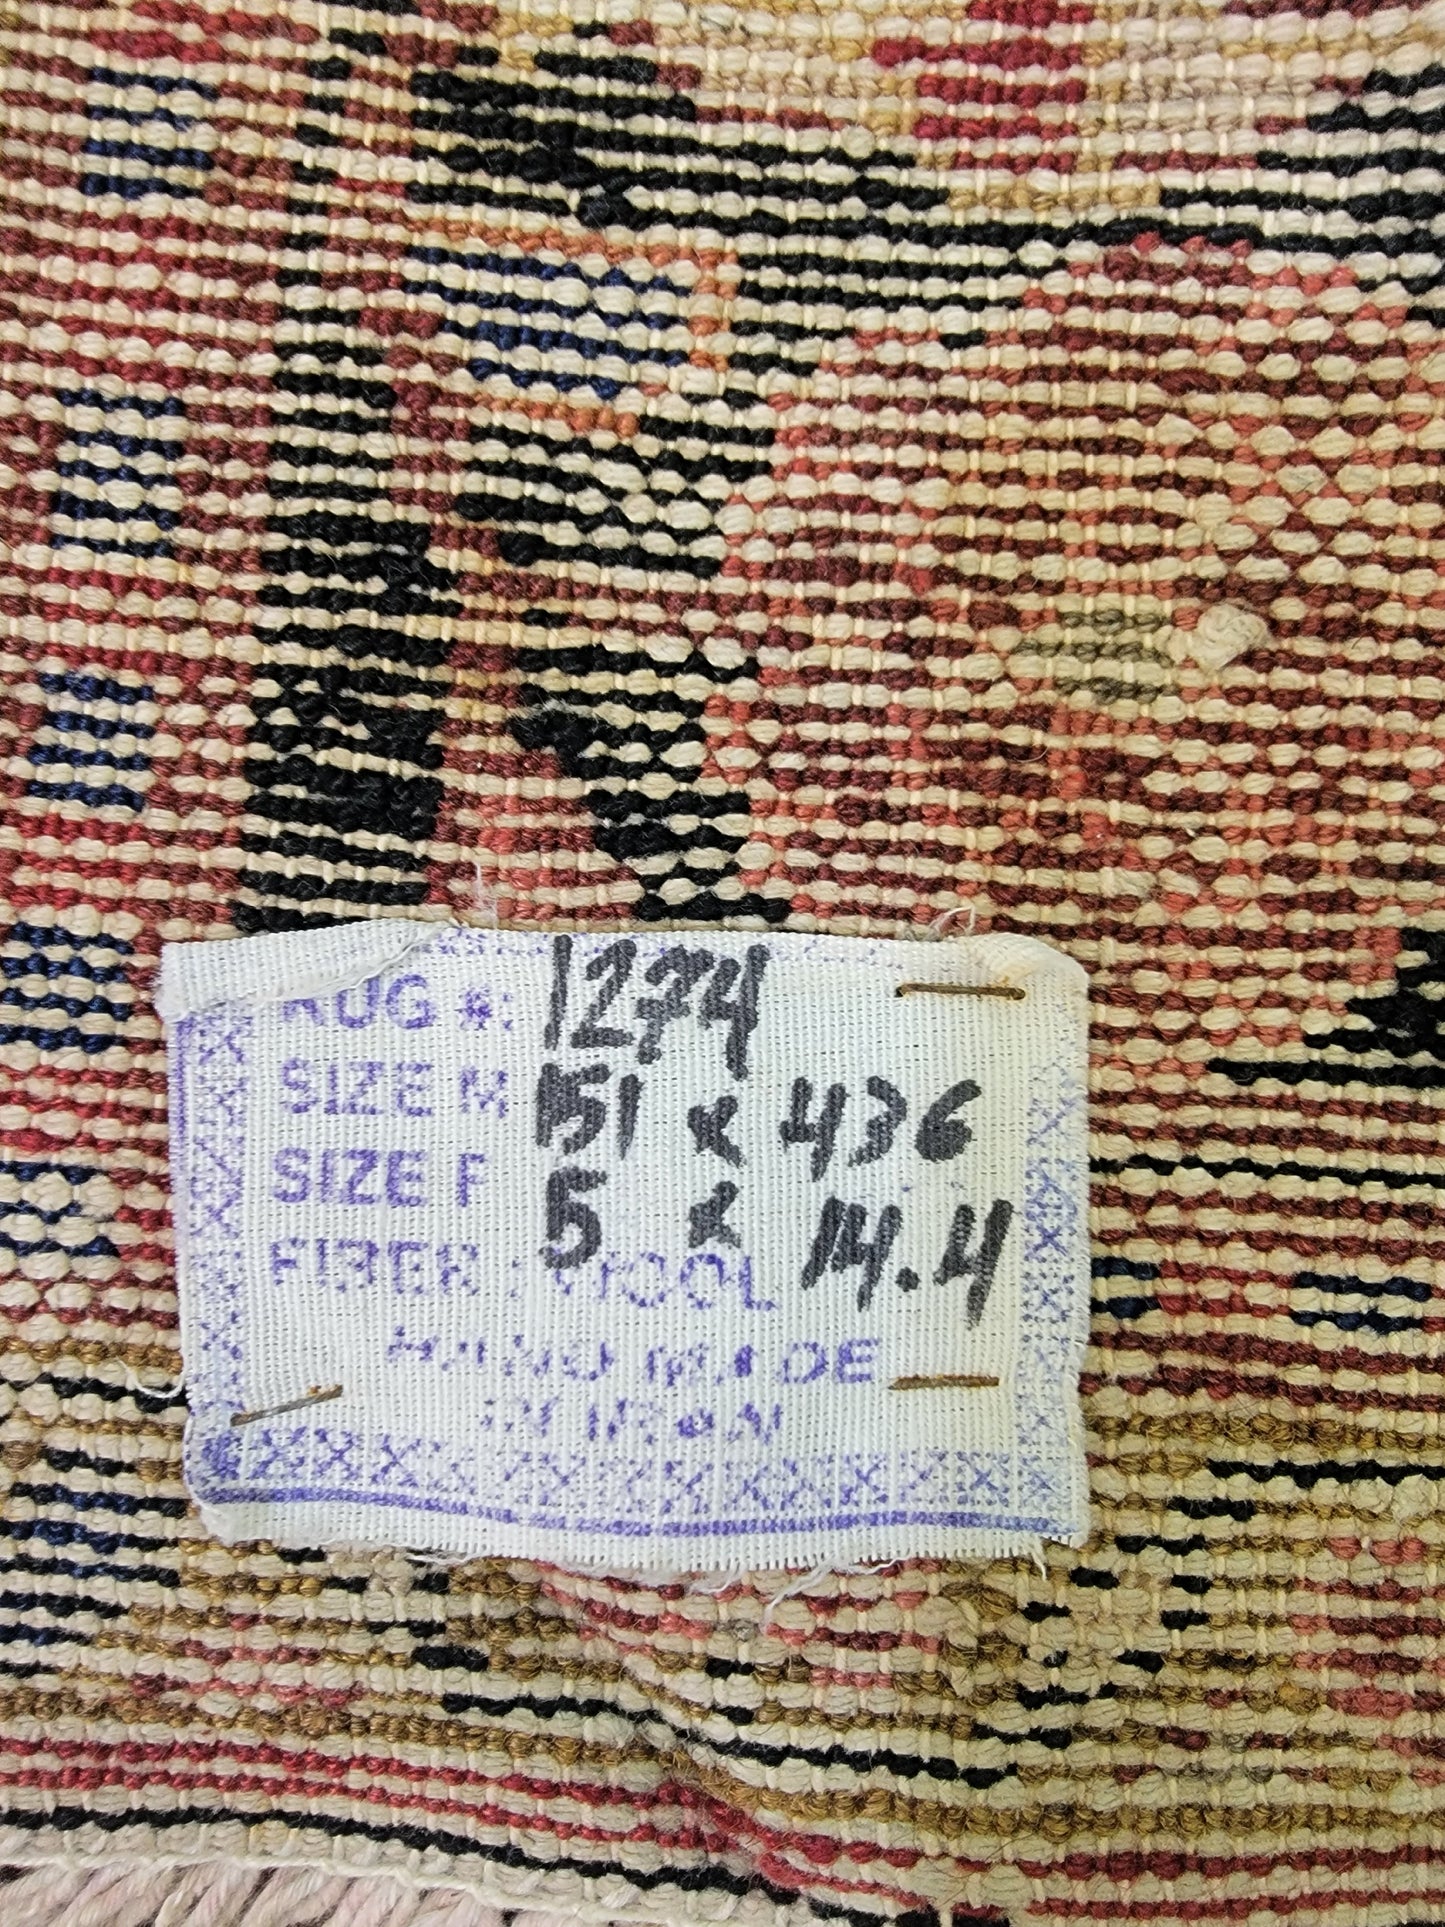 RUG #: 1274
SIZE M 151 x 436
SIZE F 5 x 14.4
FIBER : WOOL
HAND MADE
IN IRAN